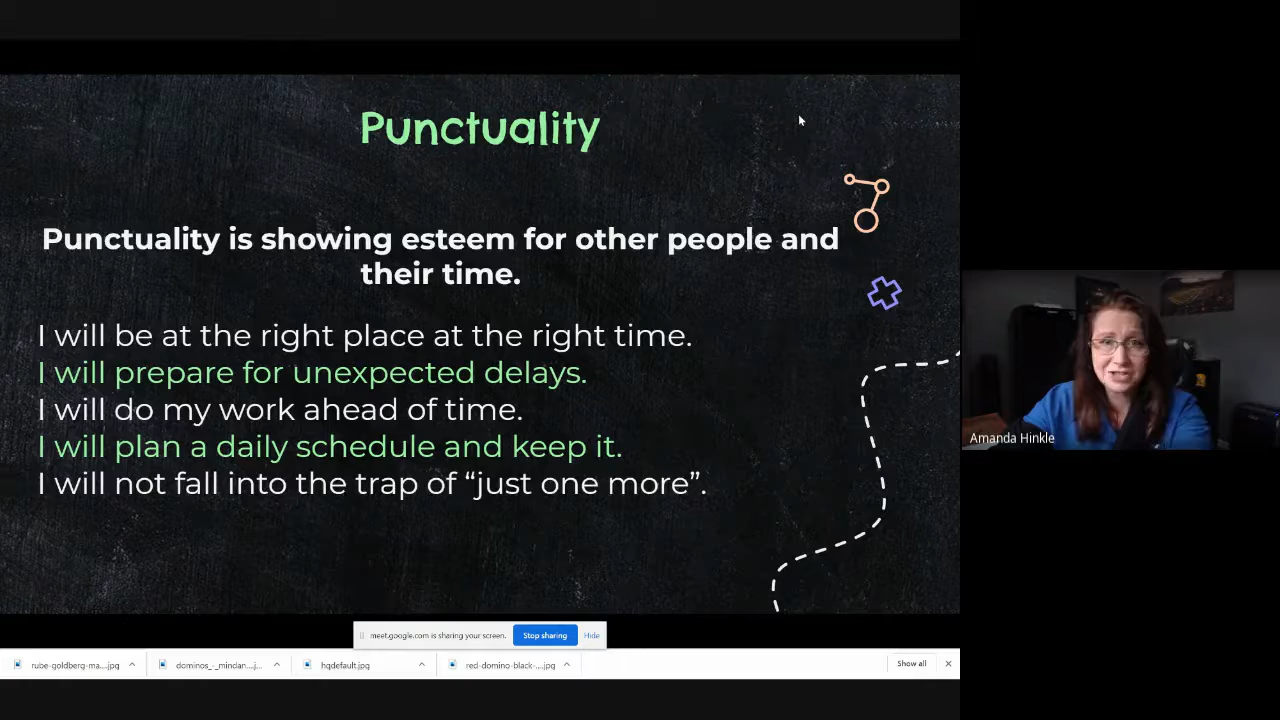 Punctuality
Punctuality is showing esteem for other people and
their time.
I will be at the right place at the right time.
I will prepare for unexpected delays.
I will do my work ahead of time.
I will plan a daily schedule and keep it.
I will not fall into the trap of “just one more”.
Amanda Hinkle
meet.google.com is sharing your screen. Stop sharing Hide
rube-goldberg-ma....jpg dominos_-_mindan...j... hqdefault.jpg red-domino-black-....jpg Show all